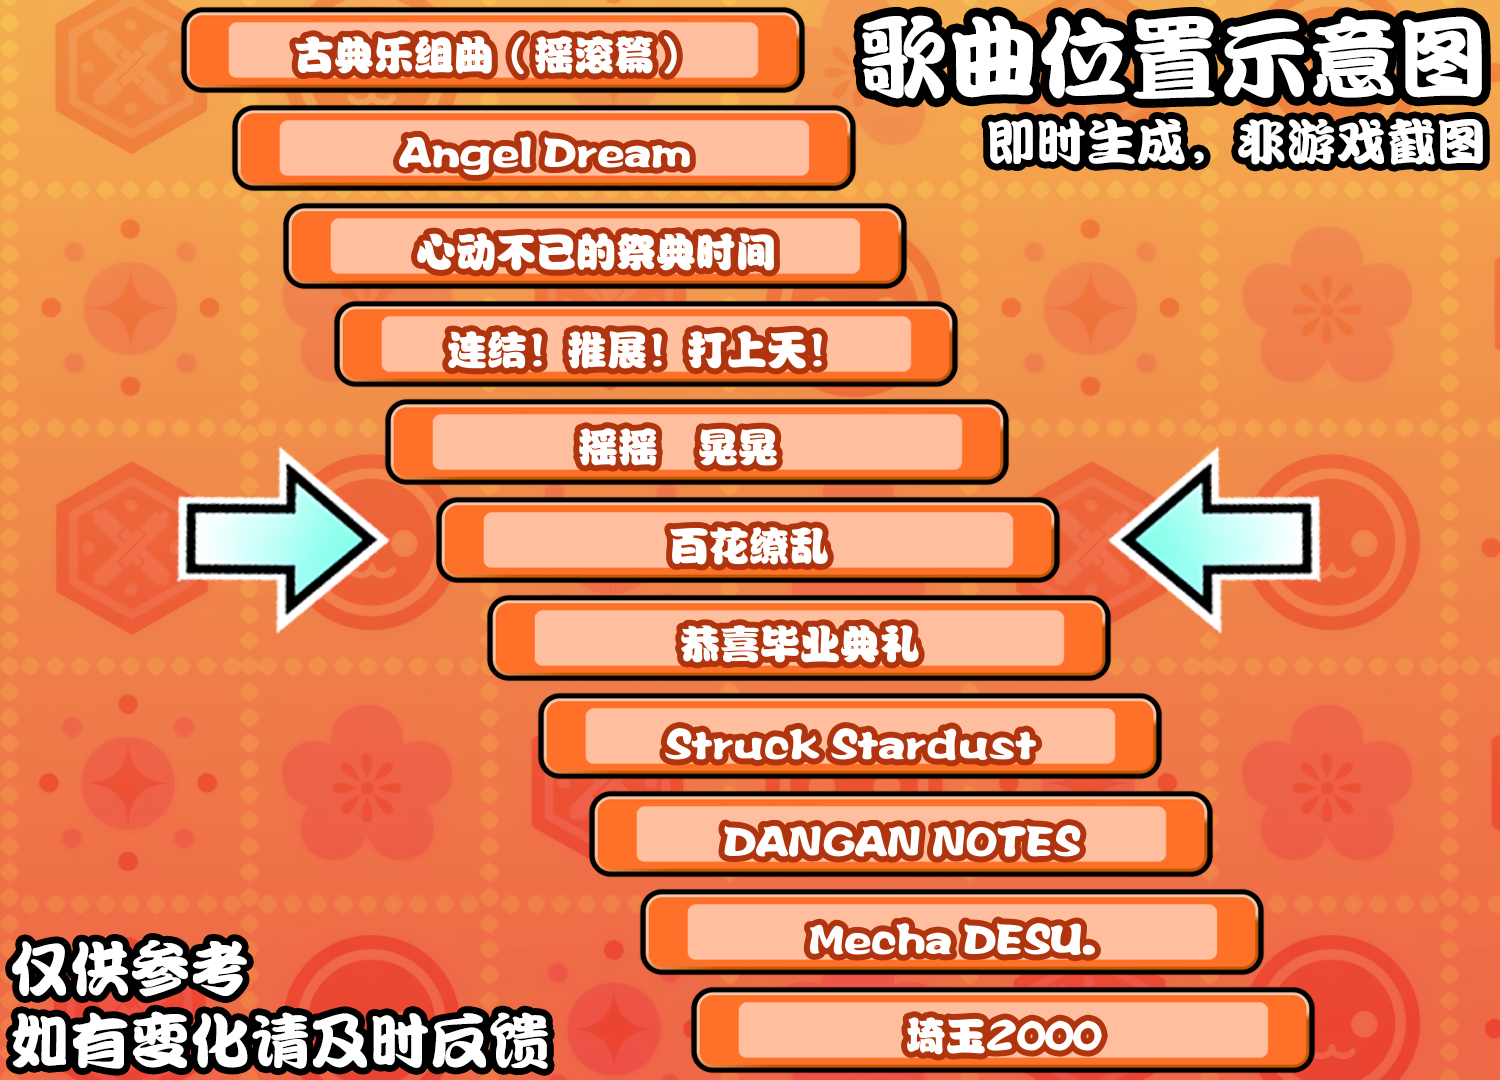 歌曲位置示意图
即时生成，非游戏截图
古典乐组曲（摇滚篇）
Angel Dream
心动不已的祭典时间
连结！推展！打上天！
摇摇　晃晃
百花缭乱
恭喜毕业典礼
Struck Stardust
DANGAN NOTES
Mecha DESU.
埼玉2000
仅供参考
如有变化请及时反馈